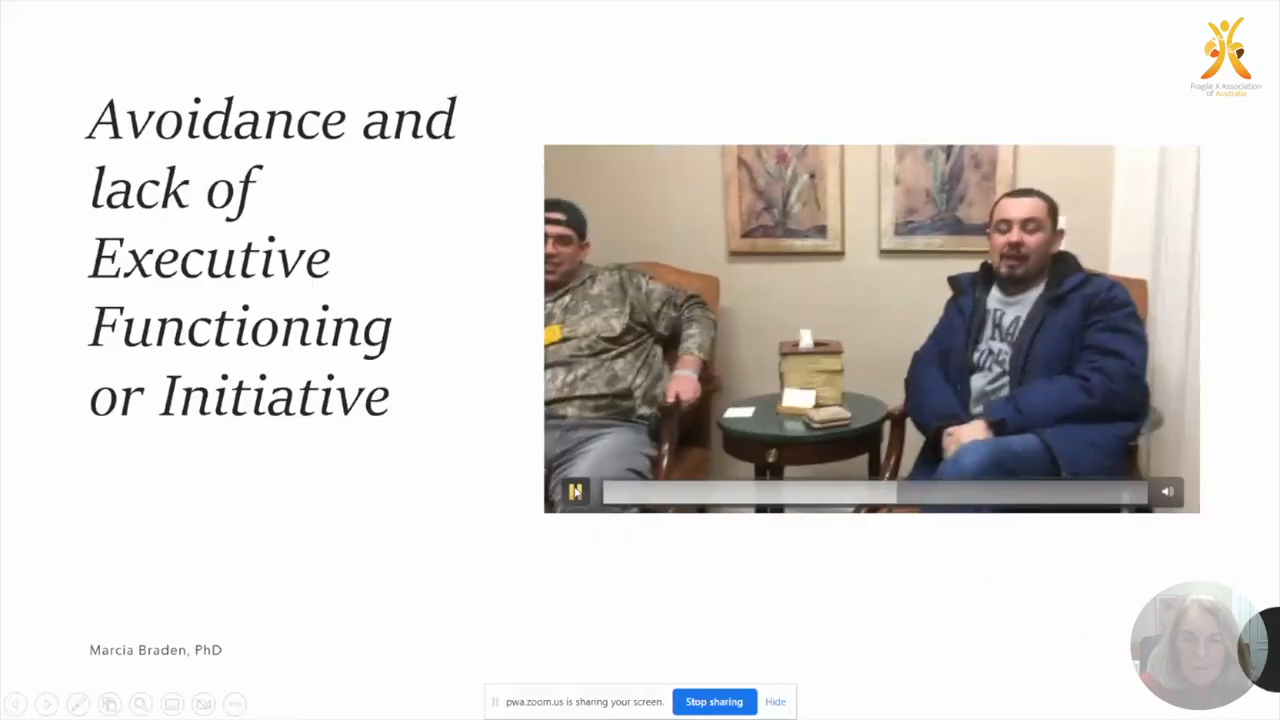 Fragile X Association
of Australia
Avoidance and
lack of
Executive
Functioning
or Initiative
Marcia Braden, PhD
pwa.zoom.us is sharing your screen.
Stop sharing
Hide